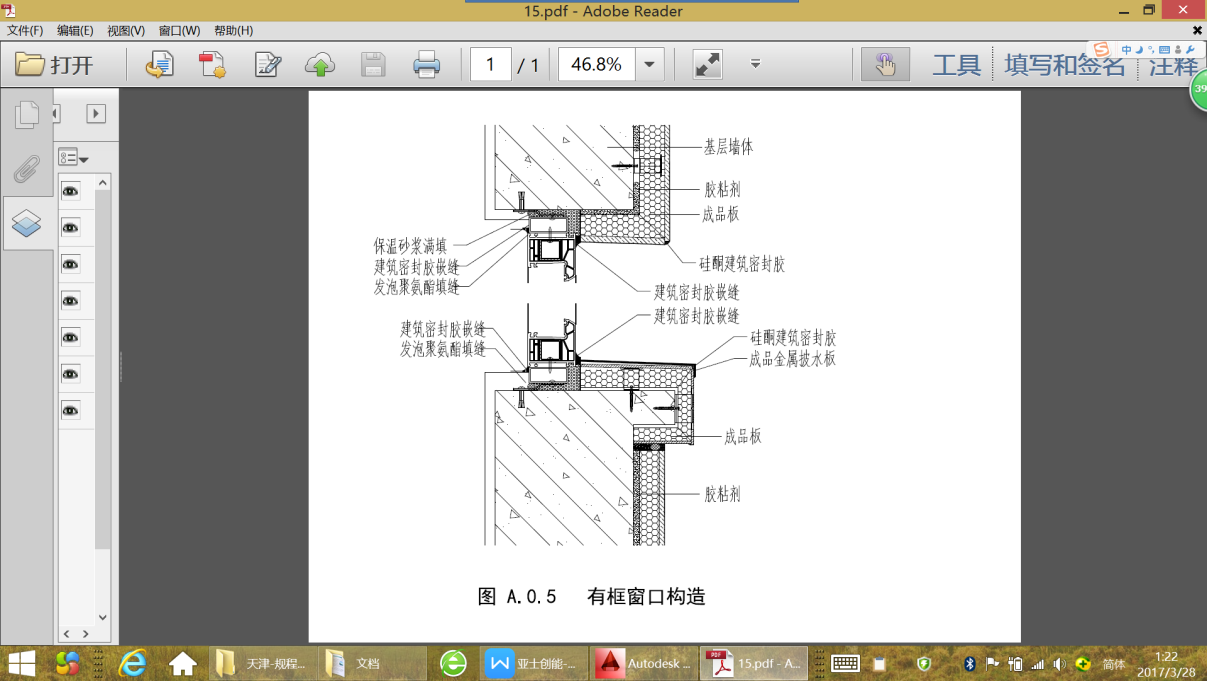 15.pdf - Adobe Reader
文件(F) 编辑(E) 视图(V) 窗口(W) 帮助(H)
打开 1 / 1 46.8% 工具 填写和签名 注释
中
39
基层墙体
胶粘剂
成品板
保温砂浆满填
建筑密封胶嵌缝
发泡聚氨酯填缝
硅酮建筑密封胶
建筑密封胶嵌缝
建筑密封胶嵌缝
建筑密封胶嵌缝
发泡聚氨酯填缝
硅酮建筑密封胶
成品金属披水板
成品板
胶粘剂
图 A.0.5 有框窗口构造
天津-规程... 文档 亚士创能-... Autodesk ... 15.pdf - A... 简体 1:22
2017/3/28